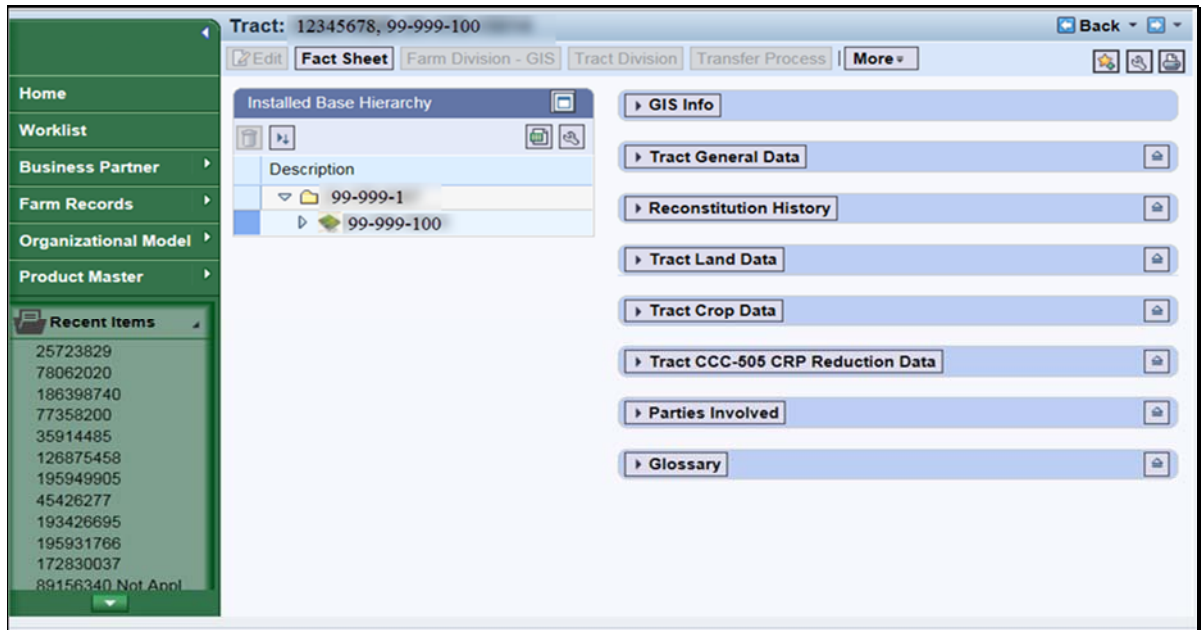 Tract: 12345678, 99-999-100
Back
Edit Fact Sheet Farm Division - GIS Tract Division Transfer Process | More
Home
Worklist
Business Partner
Farm Records
Organizational Model
Product Master
Recent Items
25723829
78062020
186398740
77358200
35914485
126875458
195949905
45426277
193426695
195931766
172830037
89156340 Not Appl
Installed Base Hierarchy
Description
99-999-1
99-999-100
GIS Info
Tract General Data
Reconstitution History
Tract Land Data
Tract Crop Data
Tract CCC-505 CRP Reduction Data
Parties Involved
Glossary